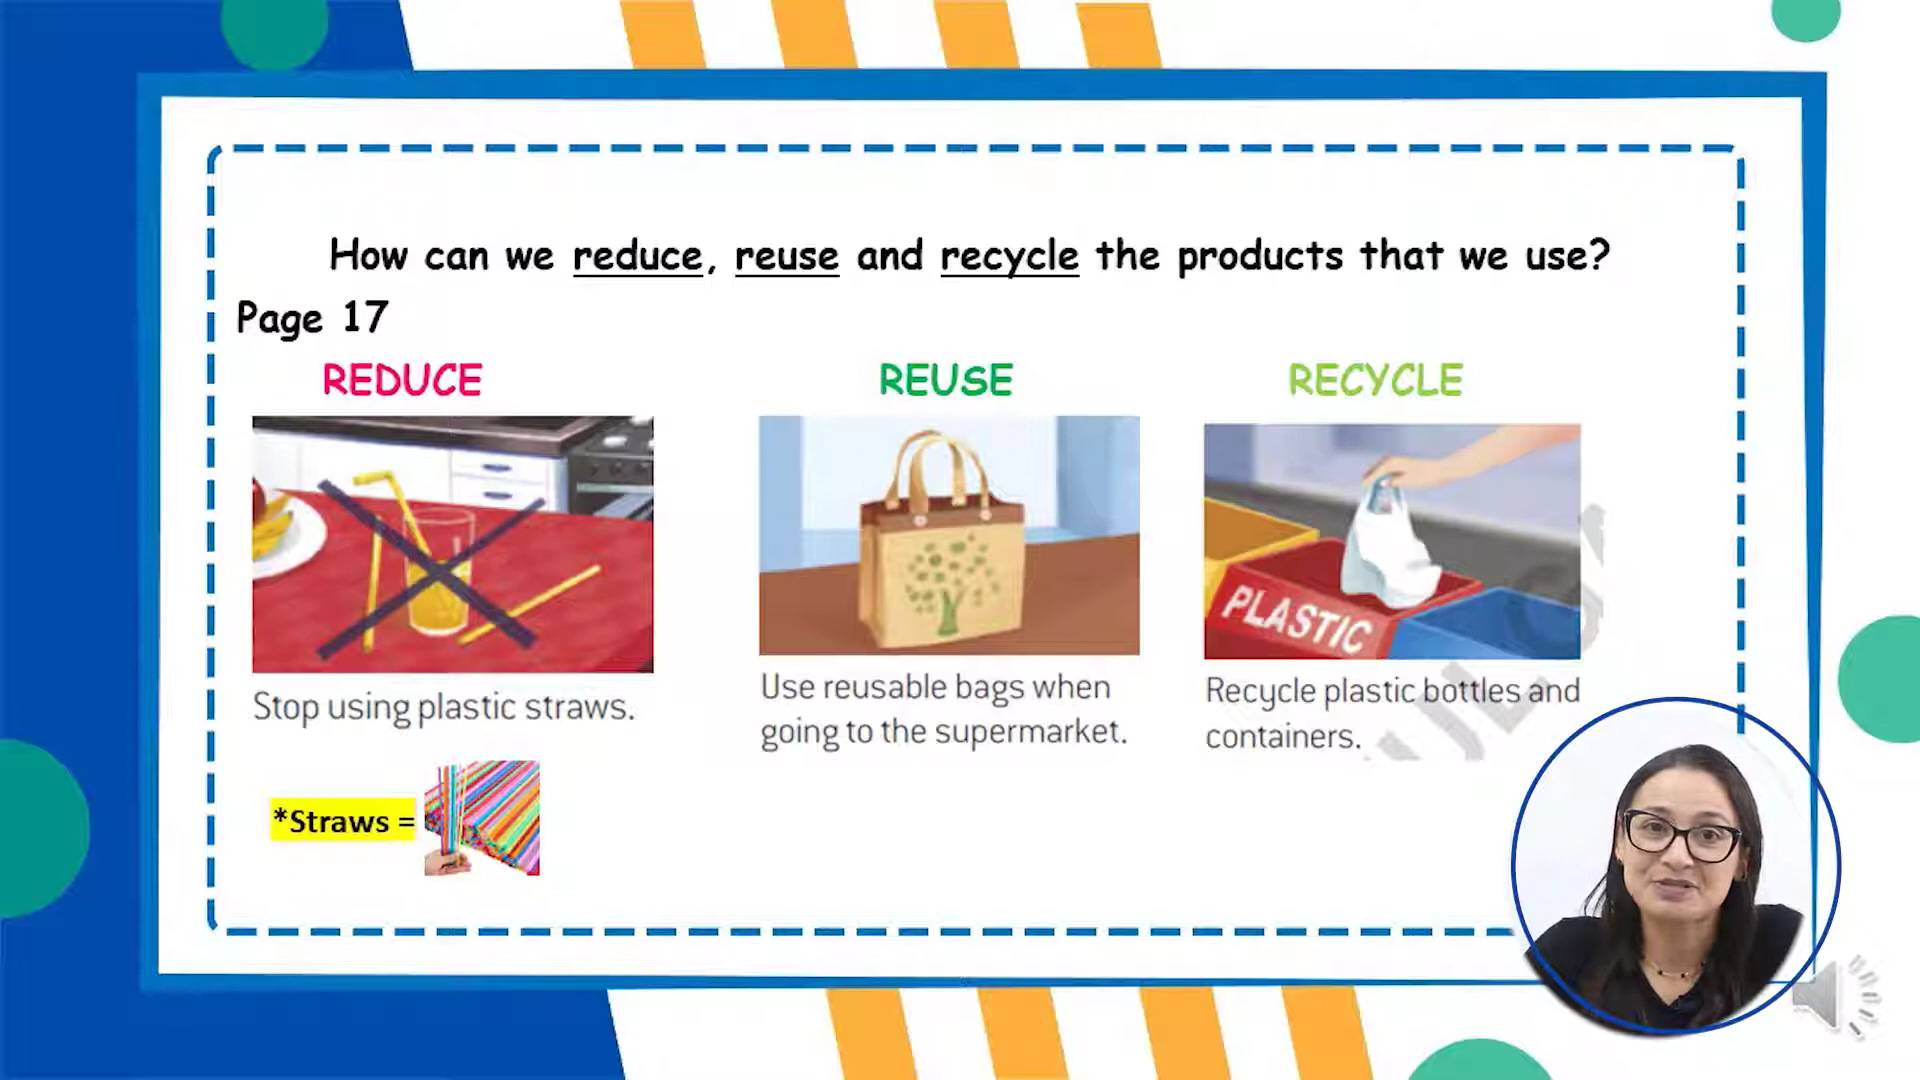 How can we reduce, reuse and recycle the products that we use?
Page 17
REDUCE
REUSE
RECYCLE
PLASTIC
Stop using plastic straws.
Use reusable bags when
going to the supermarket.
Recycle plastic bottles and
containers.
*Straws =